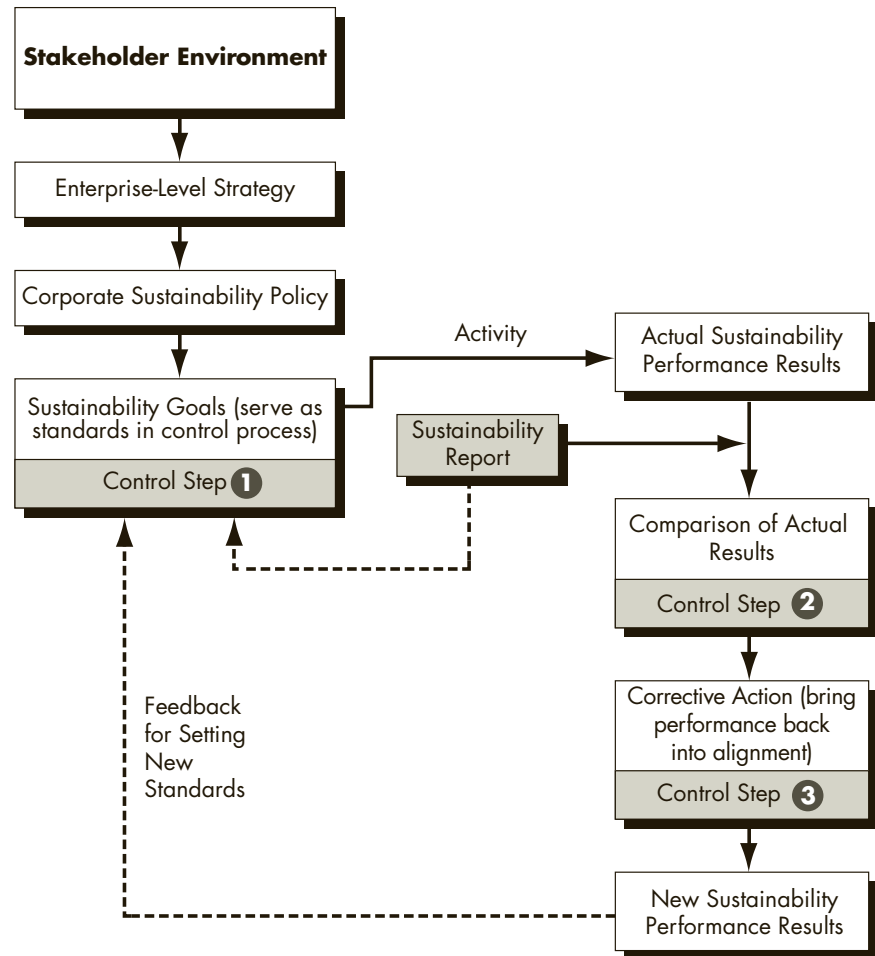 Stakeholder Environment
Enterprise-Level Strategy
Corporate Sustainability Policy
Sustainability Goals (serve as
standards in control process)
Control Step 1
Activity
Actual Sustainability
Performance Results
Sustainability
Report
Comparison of Actual
Results
Control Step 2
Corrective Action (bring
performance back
into alignment)
Control Step 3
New Sustainability
Performance Results
Feedback
for Setting
New
Standards